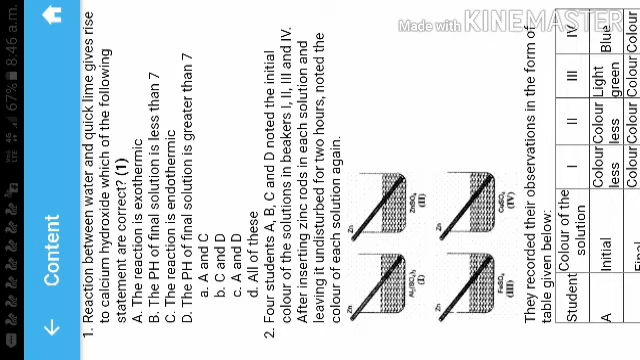 8:46 a.m.
67%
4G
Made with KINEMASTER
Content
1. Reaction between water and quick lime gives rise
to calcium hydroxide which of the following
statement are correct? (1)
A. The reaction is exothermic
B. The PH of final solution is less than 7
C. The reaction is endothermic
D. The PH of final solution is greater than 7
a. A and C
b. C and D
c. A and D
d. All of these
2. Four students A, B, C and D noted the initial
colour of the solutions in beakers I, II, III and IV.
After inserting zinc rods in each solution and
leaving it undisturbed for two hours, noted the
colour of each solution again.
Zn Zn
Al₂(SO₄)₃ ZnSO₄
(I) (II)
Zn Zn
FeSO₄ CuSO₄
(III) (IV)
They recorded their observations in the form of
table given below:
Student Colour of the solution I II III IV
A Initial Colour less Colour less Light green Blue
Final Colour Colour Colour Colour